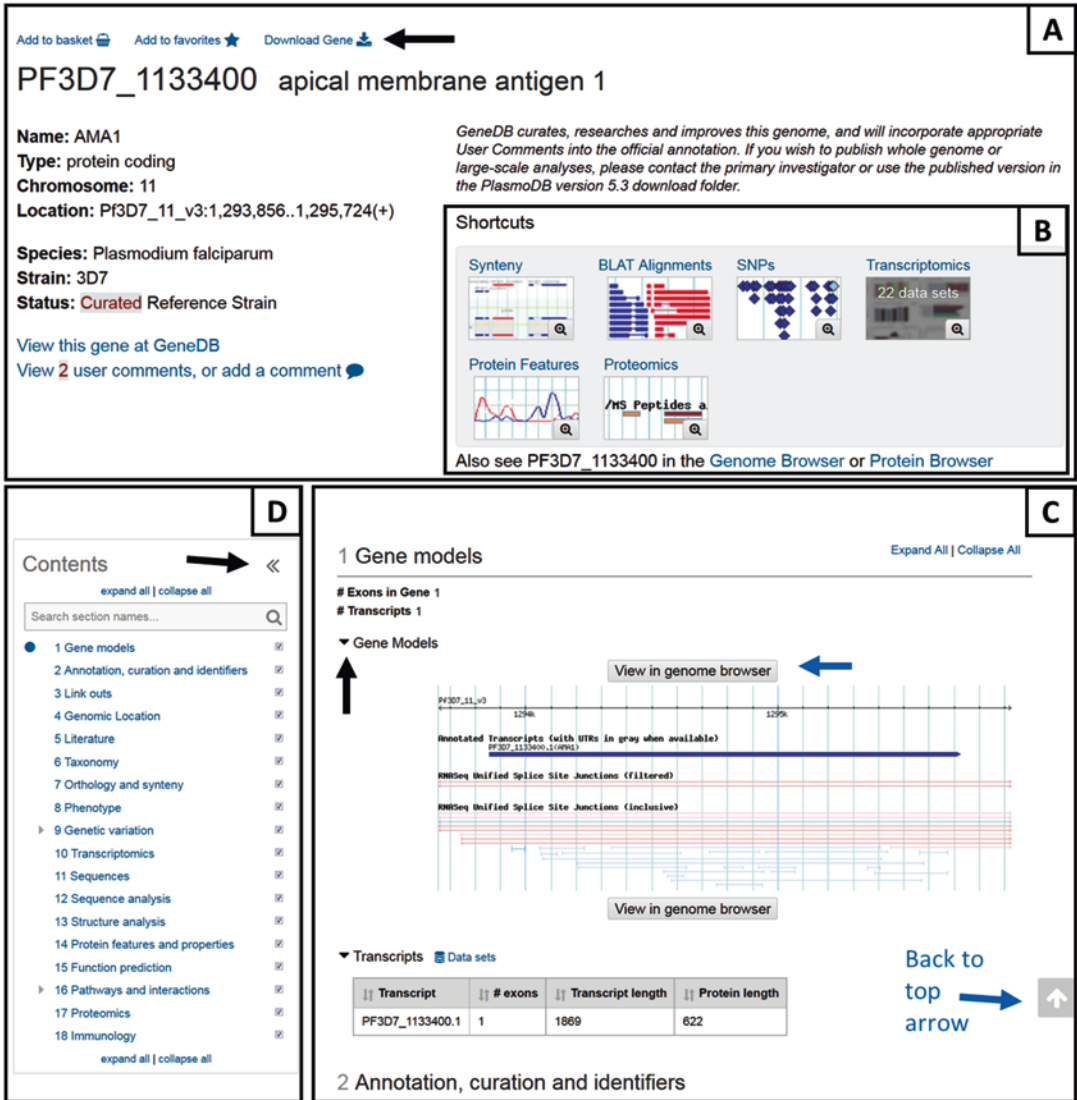 A
Add to basket Add to favorites Download Gene
PF3D7_1133400 apical membrane antigen 1
Name: AMA1
Type: protein coding
Chromosome: 11
Location: Pf3D7_11_v3:1,293,856..1,295,724(+)
Species: Plasmodium falciparum
Strain: 3D7
Status: Curated Reference Strain
View this gene at GeneDB
View 2 user comments, or add a comment
GeneDB curates, researches and improves this genome, and will incorporate appropriate
User Comments into the official annotation. If you wish to publish whole genome or
large-scale analyses, please contact the primary investigator or use the published version in
the PlasmoDB version 5.3 download folder.
B
Shortcuts
Synteny BLAT Alignments SNPs Transcriptomics
22 data sets
Protein Features Proteomics
/MS Peptides a
Also see PF3D7_1133400 in the Genome Browser or Protein Browser
D
Contents
expand all | collapse all
Search section names...
1 Gene models
2 Annotation, curation and identifiers
3 Link outs
4 Genomic Location
5 Literature
6 Taxonomy
7 Orthology and synteny
8 Phenotype
9 Genetic variation
10 Transcriptomics
11 Sequences
12 Sequence analysis
13 Structure analysis
14 Protein features and properties
15 Function prediction
16 Pathways and interactions
17 Proteomics
18 Immunology
expand all | collapse all
C
1 Gene models
Expand All | Collapse All
# Exons in Gene 1
# Transcripts 1
Gene Models
View in genome browser
Pf3D7_11_v3
1294k 1295k
Annotated Transcripts (with UTRs in gray when available)
PF3D7_1133400.1(AMA1)
RNASeq Unified Splice Site Junctions (filtered)
RNASeq Unified Splice Site Junctions (inclusive)
View in genome browser
Transcripts Data sets
Transcript # exons Transcript length Protein length
PF3D7_1133400.1 1 1869 622
Back to
top
arrow
2 Annotation, curation and identifiers